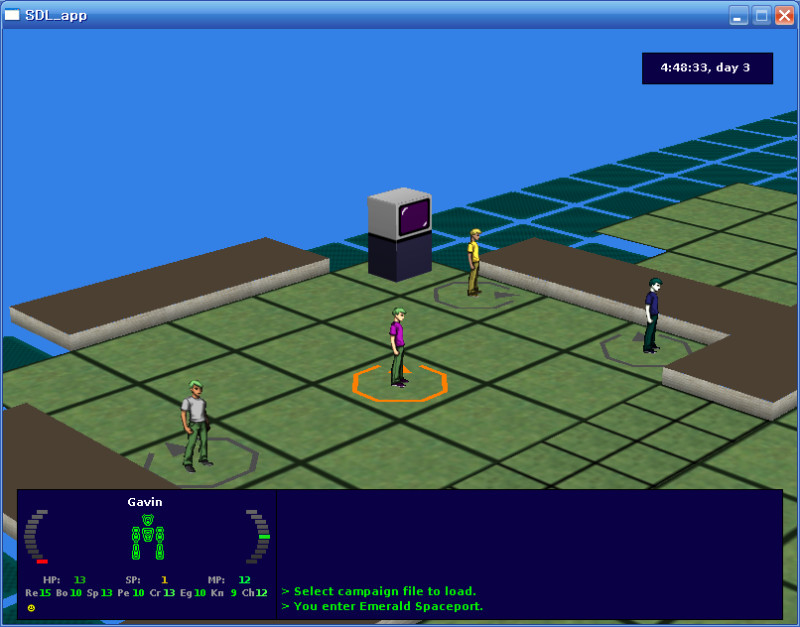 SDL_app
4:48:33, day 3
Gavin
HP: 13 SP: 1 MP: 12
Re15 Bo10 Sp13 Pe10 Cr13 Eg10 Kn 9 Ch12
> Select campaign file to load.
> You enter Emerald Spaceport.